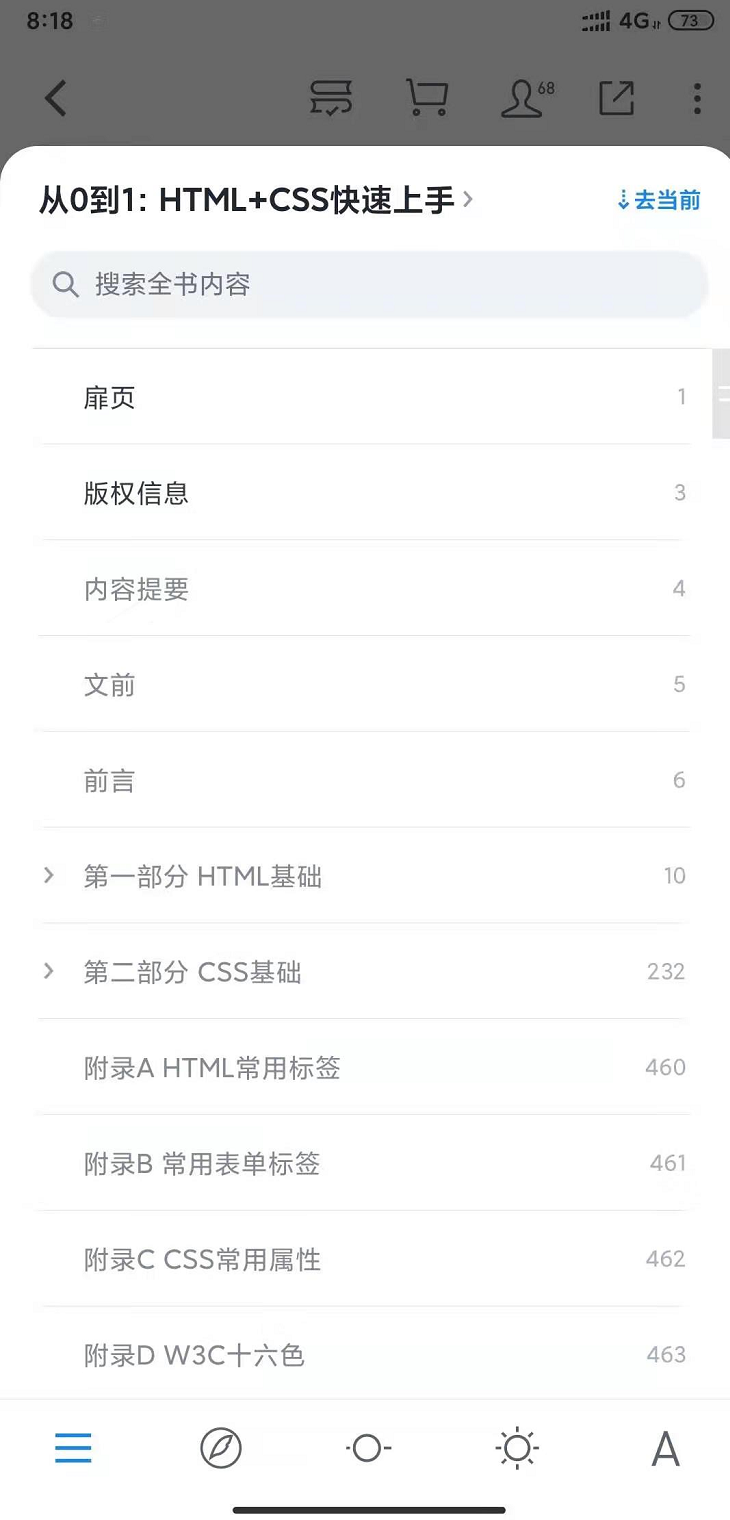 8:18
4G 73
68
从0到1: HTML+CSS快速上手
去当前
搜索全书内容
扉页 1
版权信息 3
内容提要 4
文前 5
前言 6
第一部分 HTML基础 10
第二部分 CSS基础 232
附录A HTML常用标签 460
附录B 常用表单标签 461
附录C CSS常用属性 462
附录D W3C十六色 463
A